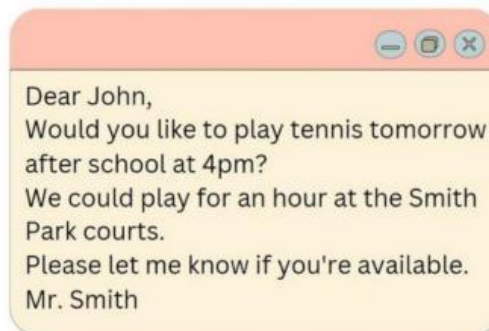 Dear John,
Would you like to play tennis tomorrow
after school at 4pm?
We could play for an hour at the Smith
Park courts.
Please let me know if you're available.
Mr. Smith